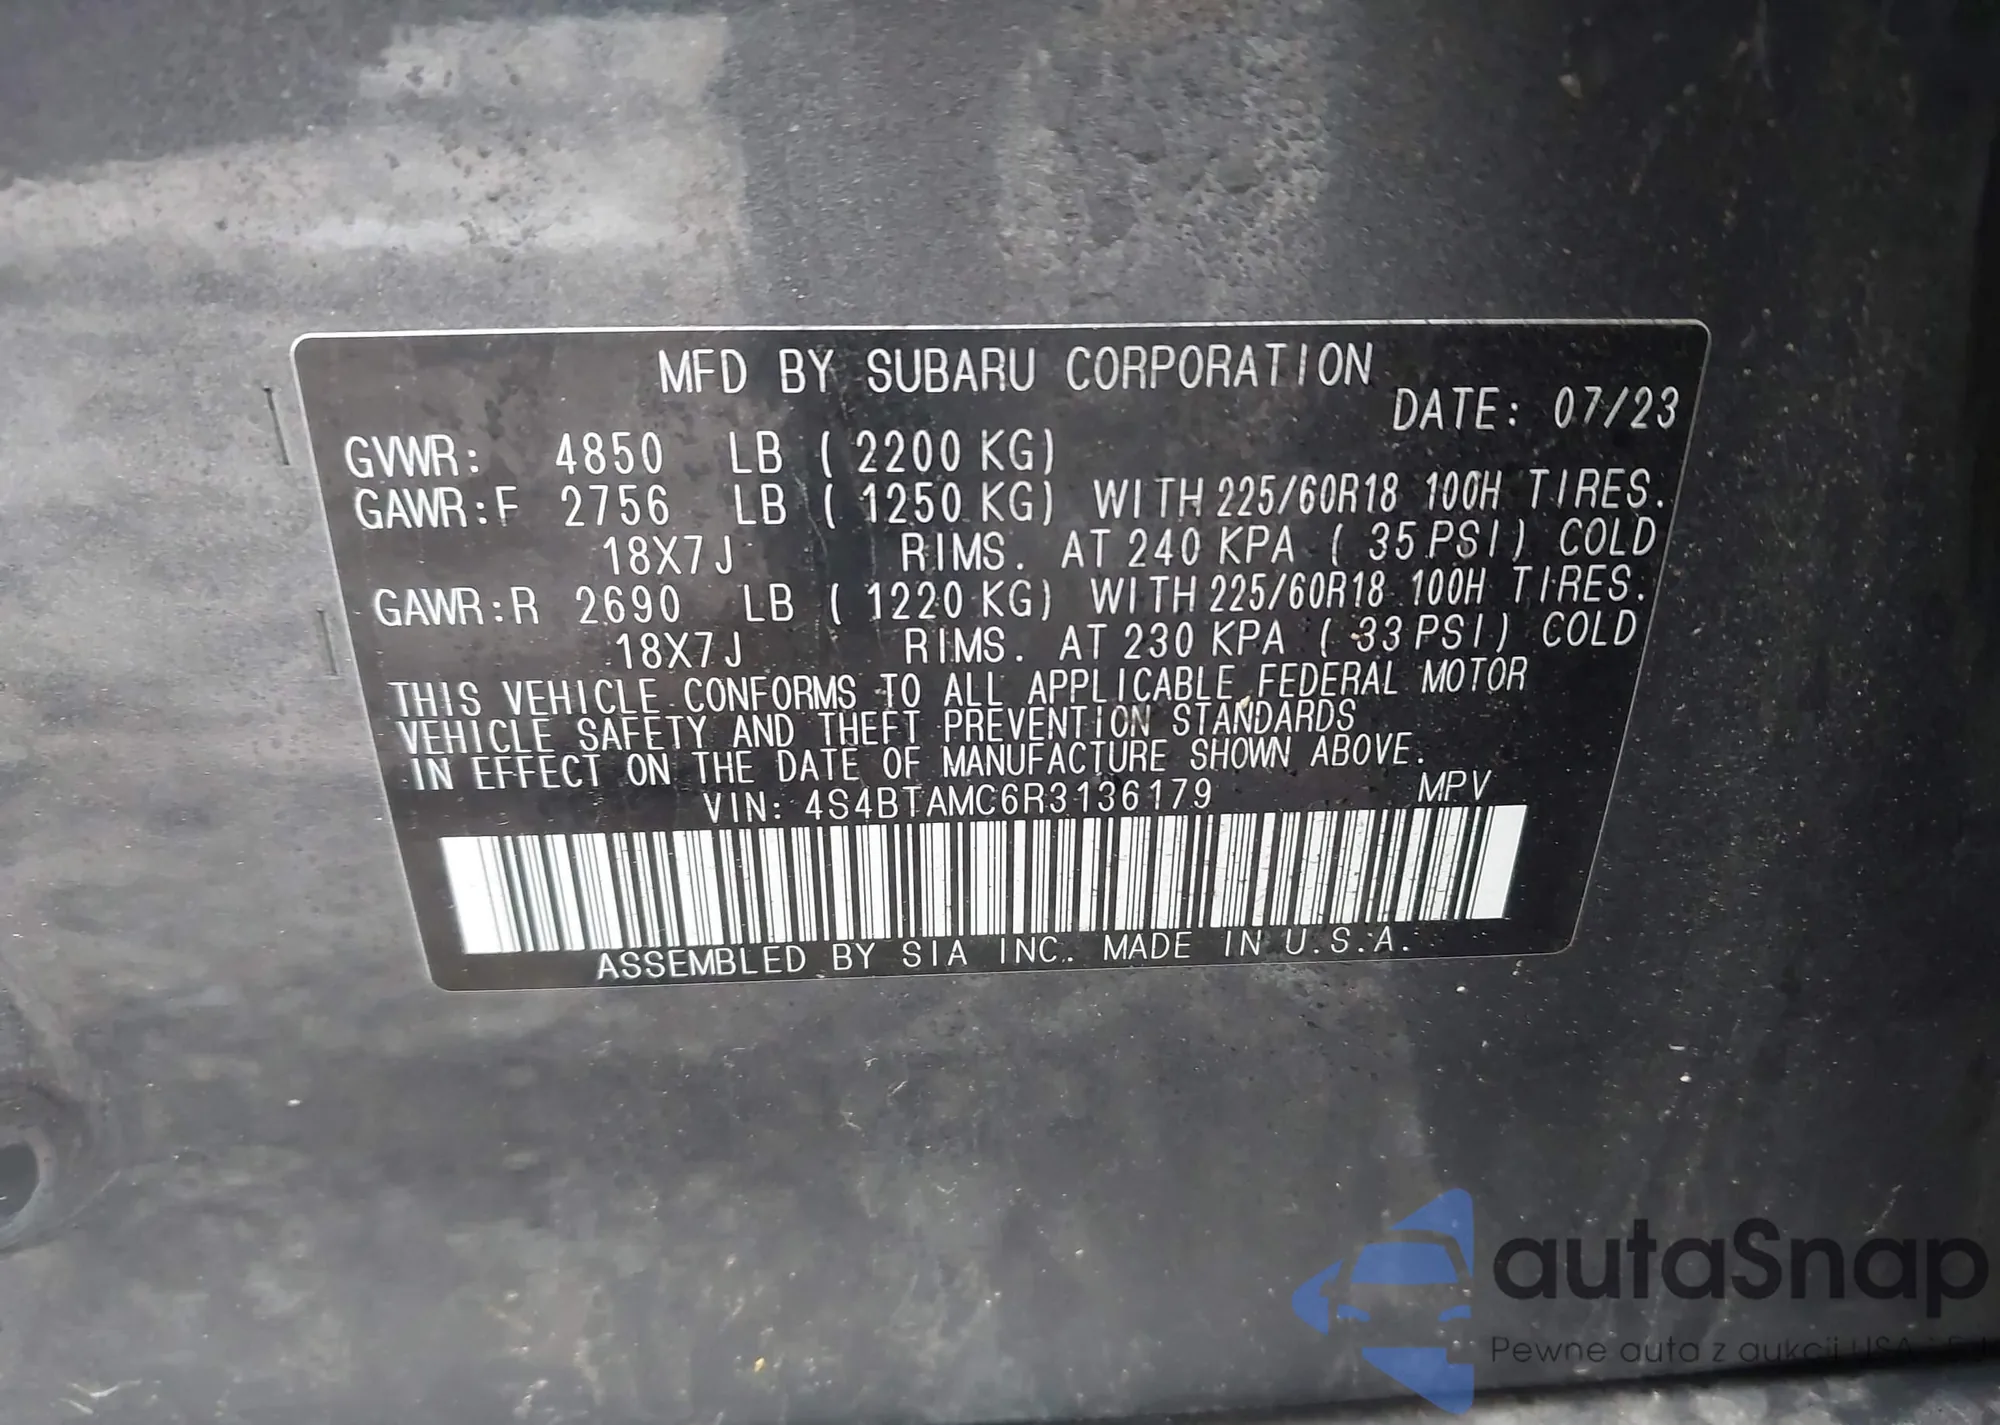 MFD BY SUBARU CORPORATION
DATE: 07/23
GVWR: 4850 LB ( 2200 KG)
GAWR:F 2756 LB ( 1250 KG) WITH 225/60R18 100H TIRES.
18X7J RIMS. AT 240 KPA ( 35 PSI) COLD
GAWR:R 2690 LB ( 1220 KG) WITH 225/60R18 100H TIRES.
18X7J RIMS. AT 230 KPA ( 33 PSI) COLD
THIS VEHICLE CONFORMS TO ALL APPLICABLE FEDERAL MOTOR
VEHICLE SAFETY AND THEFT PREVENTION STANDARDS
IN EFFECT ON THE DATE OF MANUFACTURE SHOWN ABOVE.
VIN: 4S4BTAMC6R3136179 MPV
ASSEMBLED BY SIA INC. MADE IN U.S.A.
autaSnap
Pewne auta z aukcji USA i